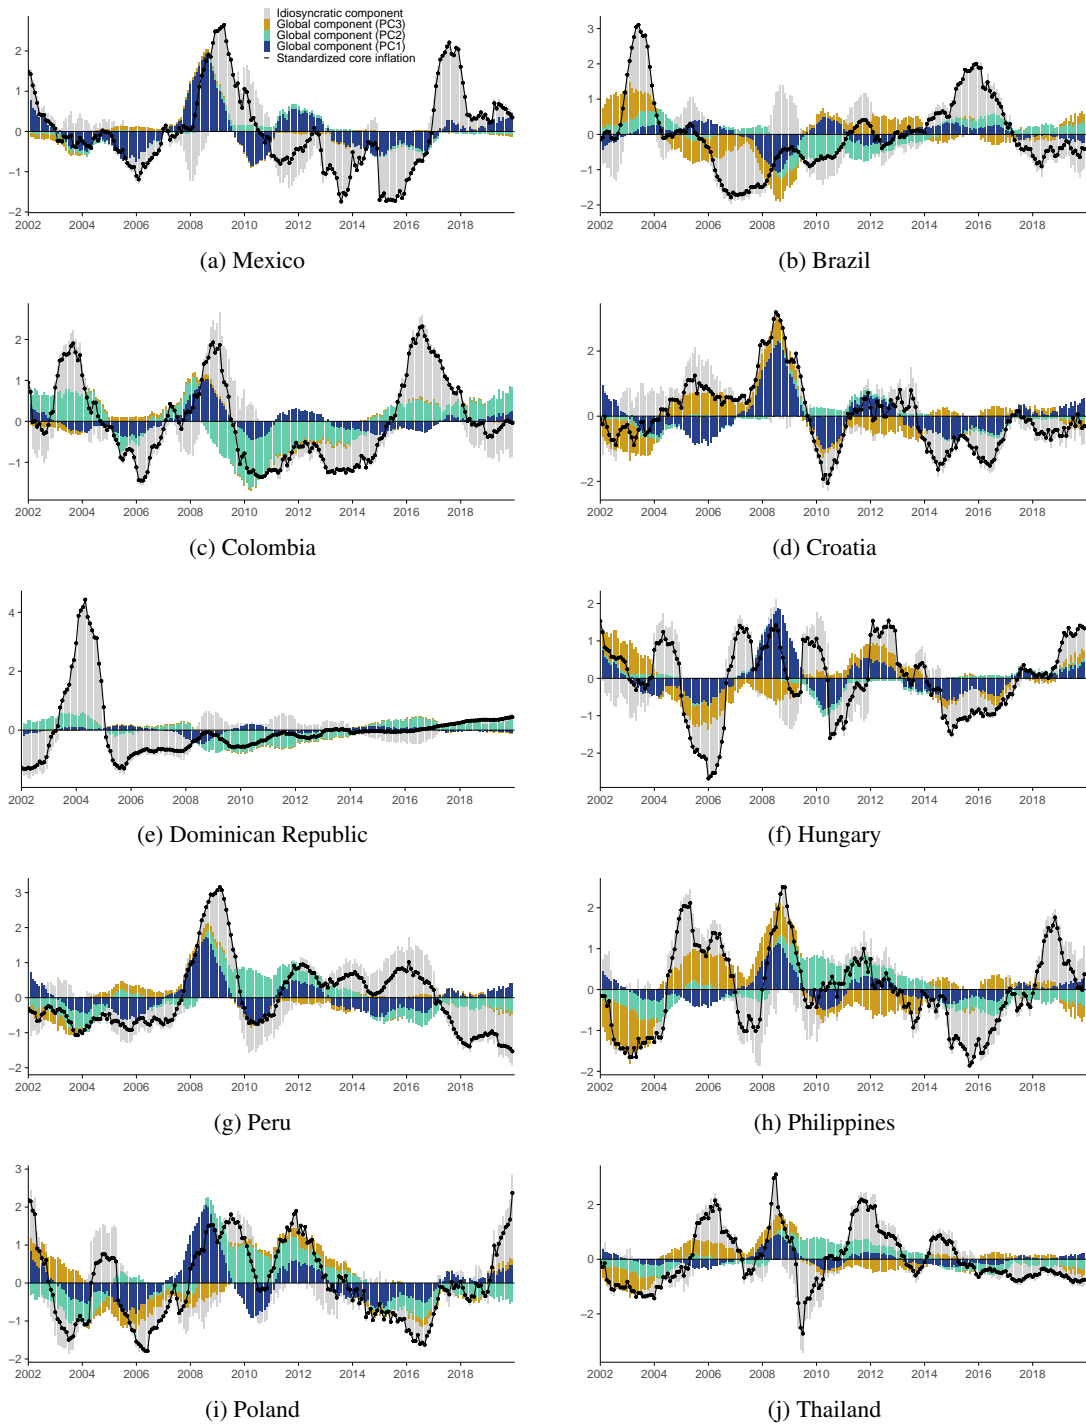 Idiosyncratic component
Global component (PC3)
Global component (PC2)
Global component (PC1)
Standardized core inflation
2
1
0
−1
−2
2002 2004 2006 2008 2010 2012 2014 2016 2018
(a) Mexico
3
2
1
0
−1
−2
2002 2004 2006 2008 2010 2012 2014 2016 2018
(b) Brazil
2
1
0
−1
2002 2004 2006 2008 2010 2012 2014 2016 2018
(c) Colombia
2
0
−2
2002 2004 2006 2008 2010 2012 2014 2016 2018
(d) Croatia
4
2
0
2002 2004 2006 2008 2010 2012 2014 2016 2018
(e) Dominican Republic
2
1
0
−1
−2
2002 2004 2006 2008 2010 2012 2014 2016 2018
(f) Hungary
3
2
1
0
−1
−2
2002 2004 2006 2008 2010 2012 2014 2016 2018
(g) Peru
2
1
0
−1
−2
2002 2004 2006 2008 2010 2012 2014 2016 2018
(h) Philippines
3
2
1
0
−1
−2
2002 2004 2006 2008 2010 2012 2014 2016 2018
(i) Poland
2
0
−2
2002 2004 2006 2008 2010 2012 2014 2016 2018
(j) Thailand